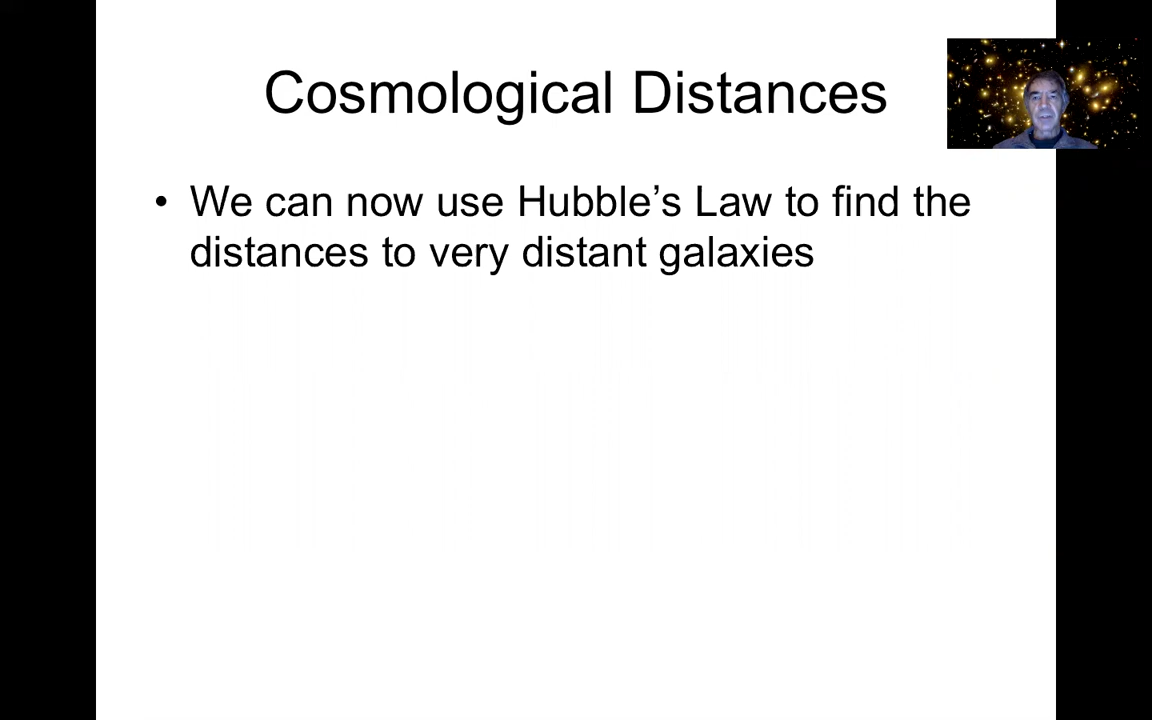 Cosmological Distances
• We can now use Hubble’s Law to find the
distances to very distant galaxies